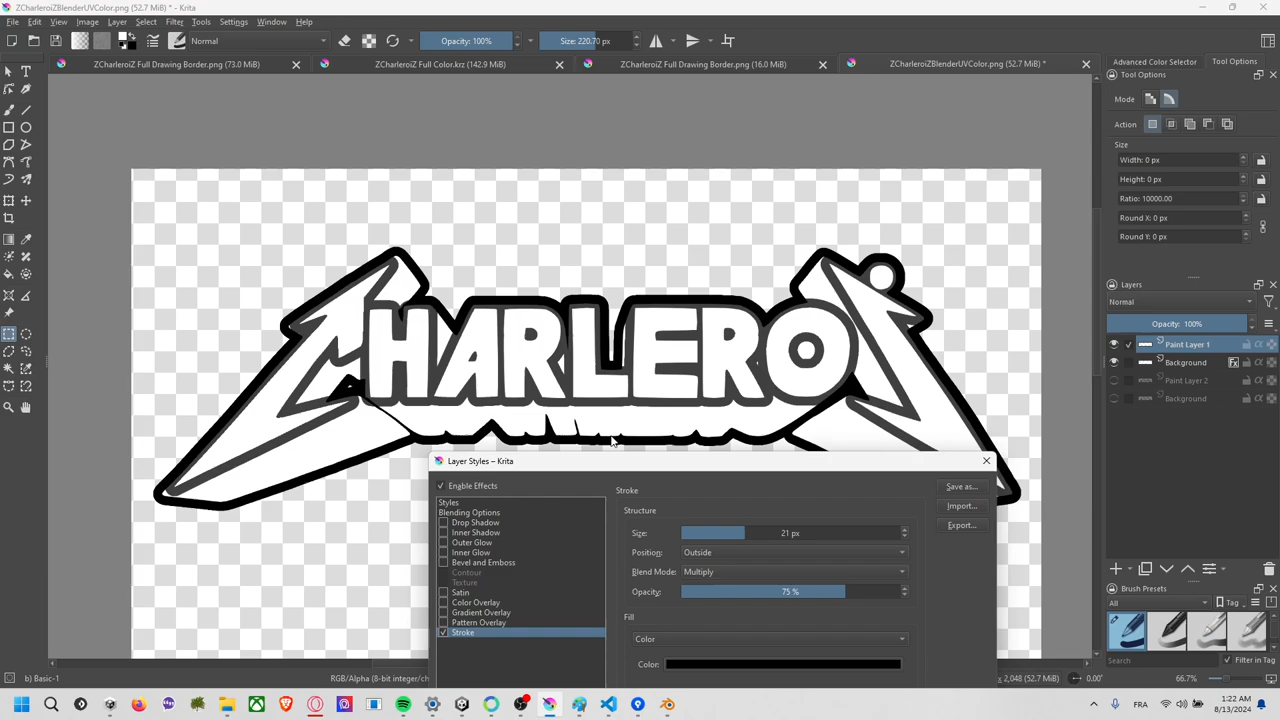 ZCharleroiZBlenderUVColor.png (52.7 MiB) * - Krita
File Edit View Image Layer Select Filter Tools Settings Window Help
Normal Opacity: 100% Size: 220.70 px
ZCharleroiZ Full Drawing Border.png (73.0 MiB) ZCharleroiZ Full Color.krz (142.9 MiB) ZCharleroiZ Full Drawing Border.png (16.0 MiB) ZCharleroiZBlenderUVColor.png (52.7 MiB) *
Advanced Color Selector Tool Options
Tool Options
Mode
Action
Size
Width: 0 px
Height: 0 px
Ratio: 10000.00
Round X: 0 px
Round Y: 0 px
CHARLEROI
Layers
Normal
Opacity: 100%
Paint Layer 1
Background
Paint Layer 2
Background
Layer Styles – Krita
Enable Effects
Styles
Blending Options
Drop Shadow
Inner Shadow
Outer Glow
Inner Glow
Bevel and Emboss
Contour
Texture
Satin
Color Overlay
Gradient Overlay
Pattern Overlay
Stroke
Stroke
Structure
Size: 21 px
Position: Outside
Blend Mode: Multiply
Opacity: 75 %
Fill
Color
Color:
Save as...
Import...
Export...
Brush Presets
All Tag
Search Filter in Tag
b) Basic-1 RGB/Alpha (8-bit integer/ch x 2,048 (52.7 MiB) 0.00° 66.7%
FRA 1:22 AM
8/13/2024